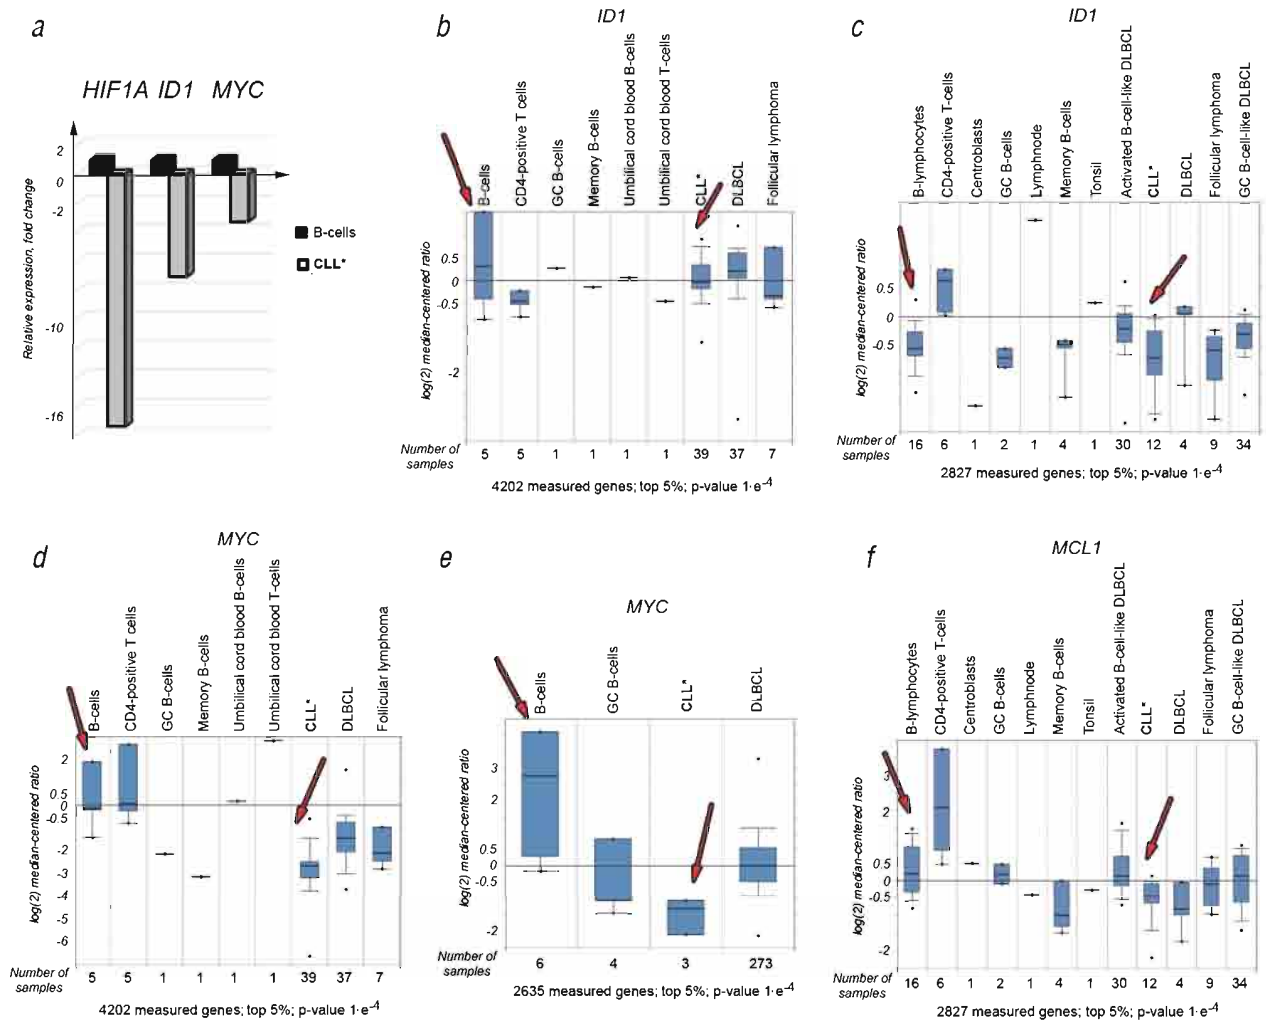 a
HIF1A ID1 MYC
Relative expression, fold change
2
0
-2
-10
-16
B-cells
CLL*
b
ID1
B-cells
CD4-positive T cells
GC B-cells
Memory B-cells
Umbilical cord blood B-cells
Umbilical cord blood T-cells
CLL*
DLBCL
Follicular lymphoma
log(2) median-centered ratio
0.5
0
-0.5
-2
Number of
samples
5 5 1 1 1 1 39 37 7
4202 measured genes; top 5%; p-value 1·e-4
c
ID1
B-lymphocytes
CD4-positive T-cells
Centroblasts
GC B-cells
Lymphnode
Memory B-cells
Tonsil
Activated B-cell-like DLBCL
CLL*
DLBCL
Follicular lymphoma
GC B-cell-like DLBCL
log(2) median-centered ratio
0.5
0
-0.5
Number of
samples
16 6 1 2 1 4 1 30 12 4 9 34
2827 measured genes; top 5%; p-value 1·e-4
d
MYC
B-cells
CD4-positive T cells
GC B-cells
Memory B-cells
Umbilical cord blood B-cells
Umbilical cord blood T-cells
CLL*
DLBCL
Follicular lymphoma
log(2) median-centered ratio
2
0.5
0
-0.5
-2
-3
-4
-5
-6
Number of
samples
5 5 1 1 1 1 39 37 7
4202 measured genes; top 5%; p-value 1·e-4
e
MYC
B-cells
GC B-cells
CLL*
DLBCL
log(2) median-centered ratio
3
2
0.5
0
-0.5
-2
Number of
samples
6 4 3 273
2635 measured genes; top 5%; p-value 1·e-4
f
MCL1
B-lymphocytes
CD4-positive T-cells
Centroblasts
GC B-cells
Lymphnode
Memory B-cells
Tonsil
Activated B-cell-like DLBCL
CLL*
DLBCL
Follicular lymphoma
GC B-cell-like DLBCL
log(2) median-centered ratio
3
2
0.5
0
-0.5
-2
Number of
samples
16 6 1 2 1 4 1 30 12 4 9 34
2827 measured genes; top 5%; p-value 1·e-4